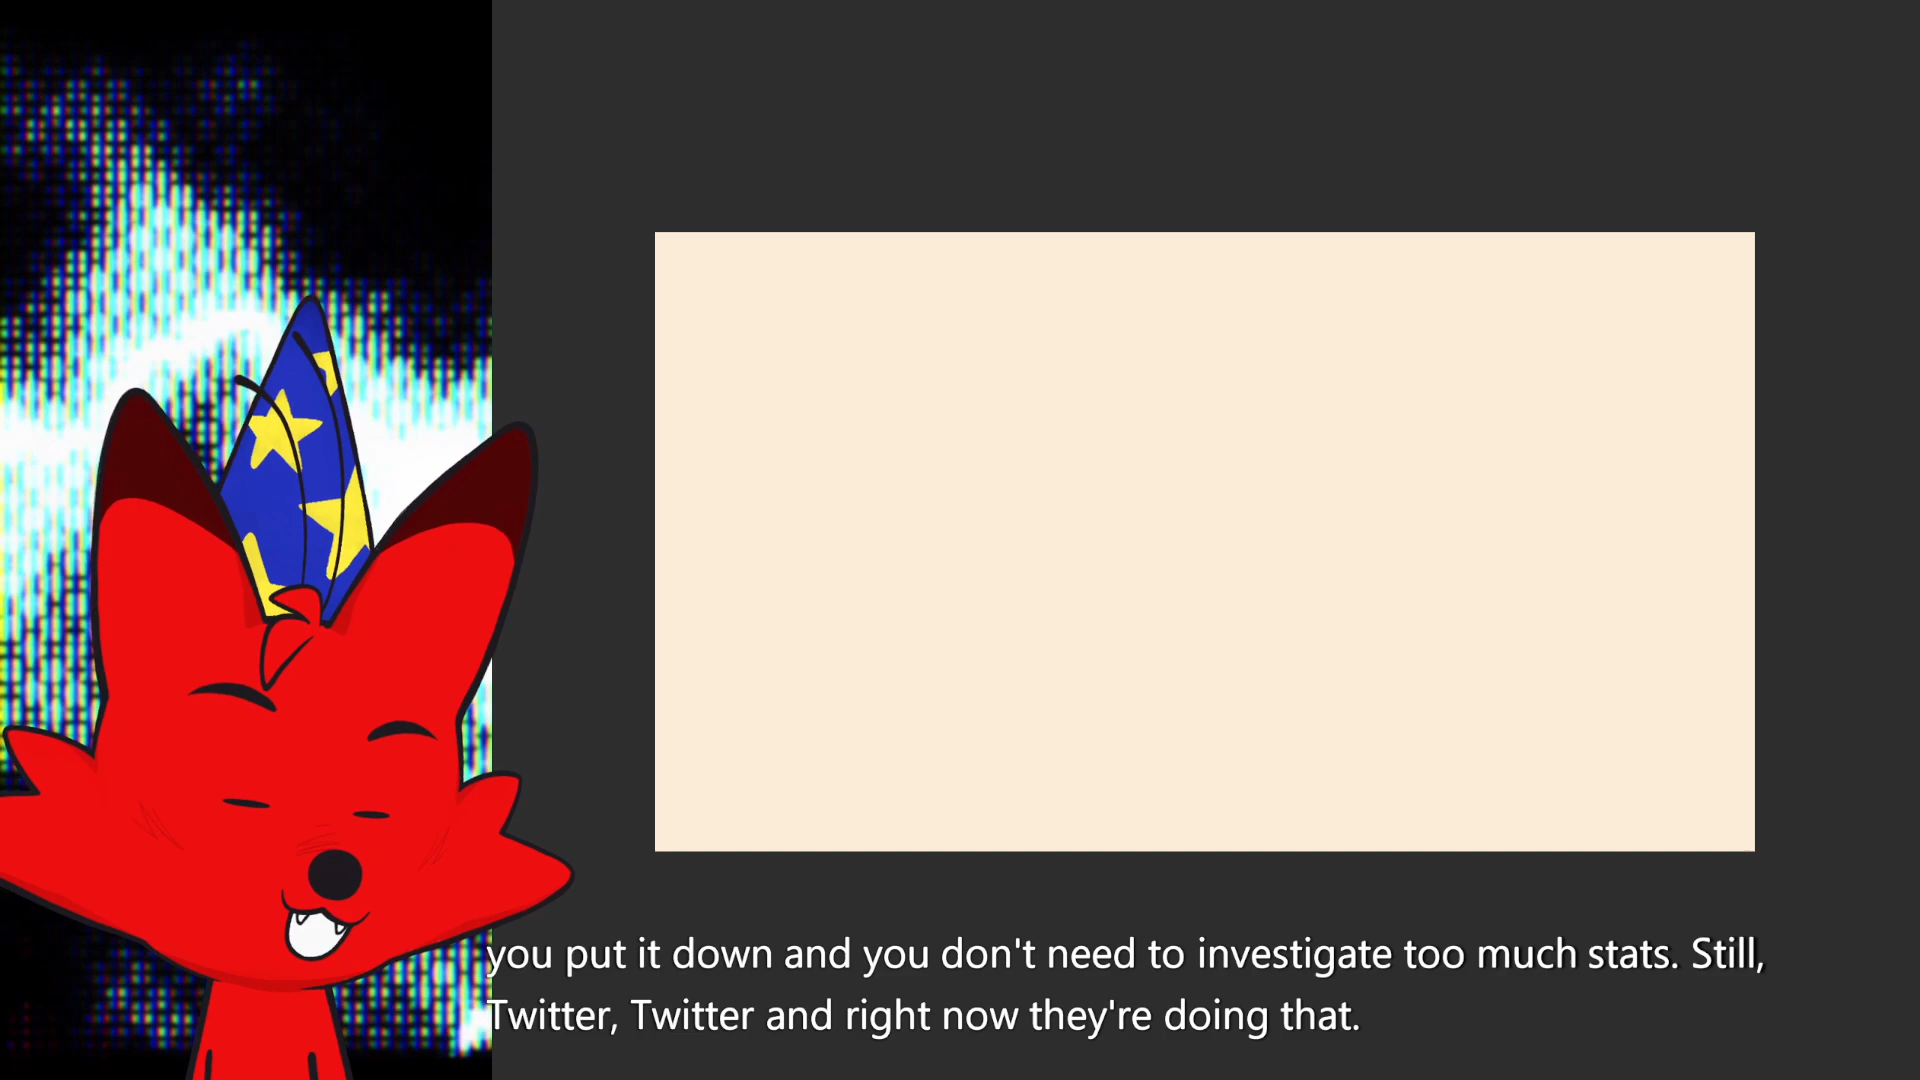 you put it down and you don't need to investigate too much stats. Still,
Twitter, Twitter and right now they're doing that.